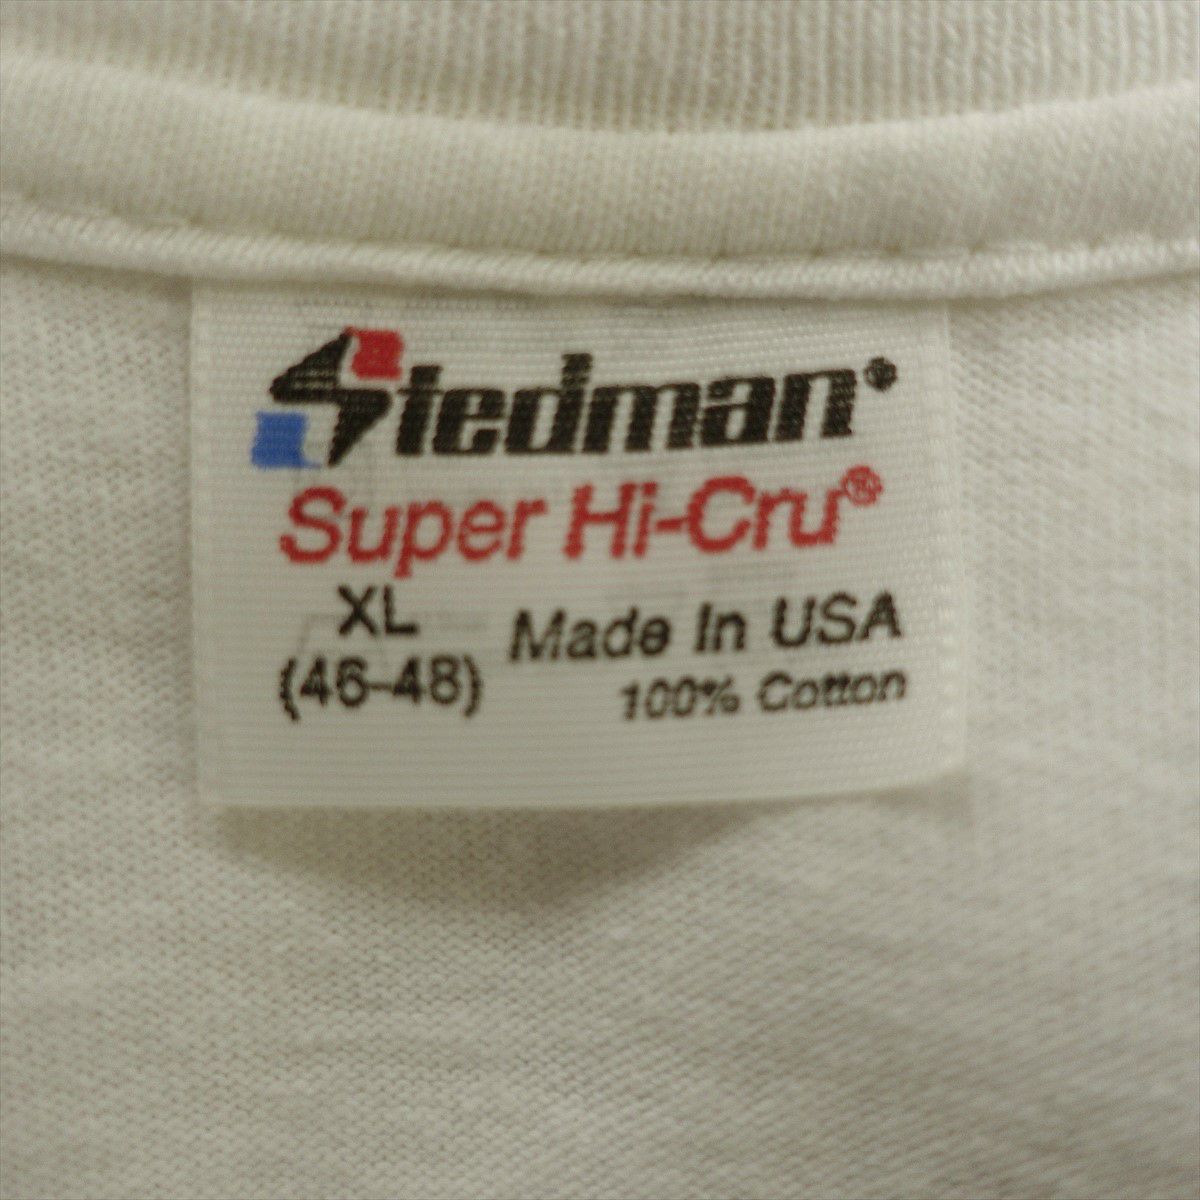 Stedman®
Super Hi-Cru®
XL
(46-48)
Made In USA
100% Cotton